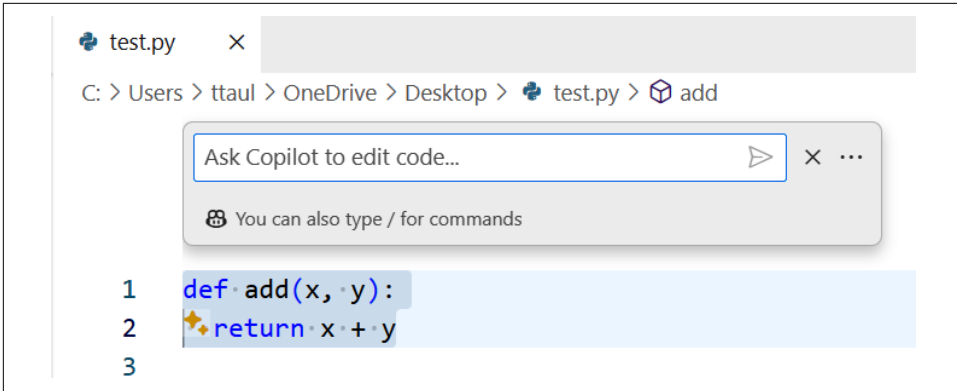 test.py ×
C: > Users > ttaul > OneDrive > Desktop > test.py > add
Ask Copilot to edit code...
You can also type / for commands
1 def·add(x,·y):
2 return·x·+·y
3